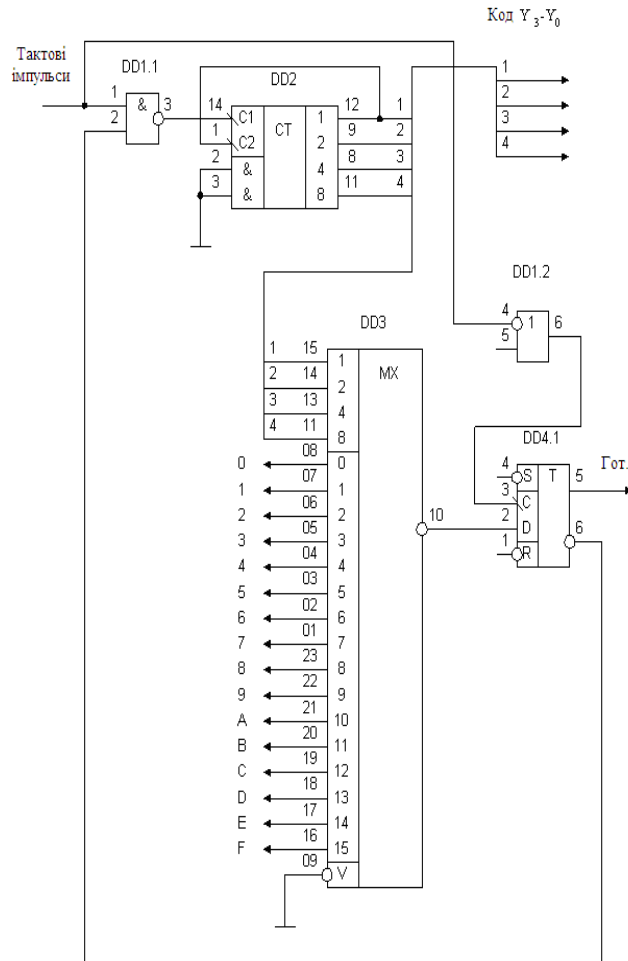 Код Y₃-Y₀
Тактові
імпульси
DD1.1
DD2
1 & 3
2
14 C1 CT 1 12 1
1 C2 2 9 2
2 & 4 8 3
3 & 8 11 4
1
2
3
4
DD1.2
4 1 6
5
DD3
MX
1 15 1
2 14 2
3 13 4
4 11 8
0 08 0
1 07 1
2 06 2
3 05 3
4 04 4
5 03 5
6 02 6
7 01 7
8 23 8
9 22 9
A 21 10
B 20 11
C 19 12
D 18 13
E 17 14
F 16 15
09 V
10
DD4.1
Гот.
4 S T 5
3 C
2 D 6
1 R